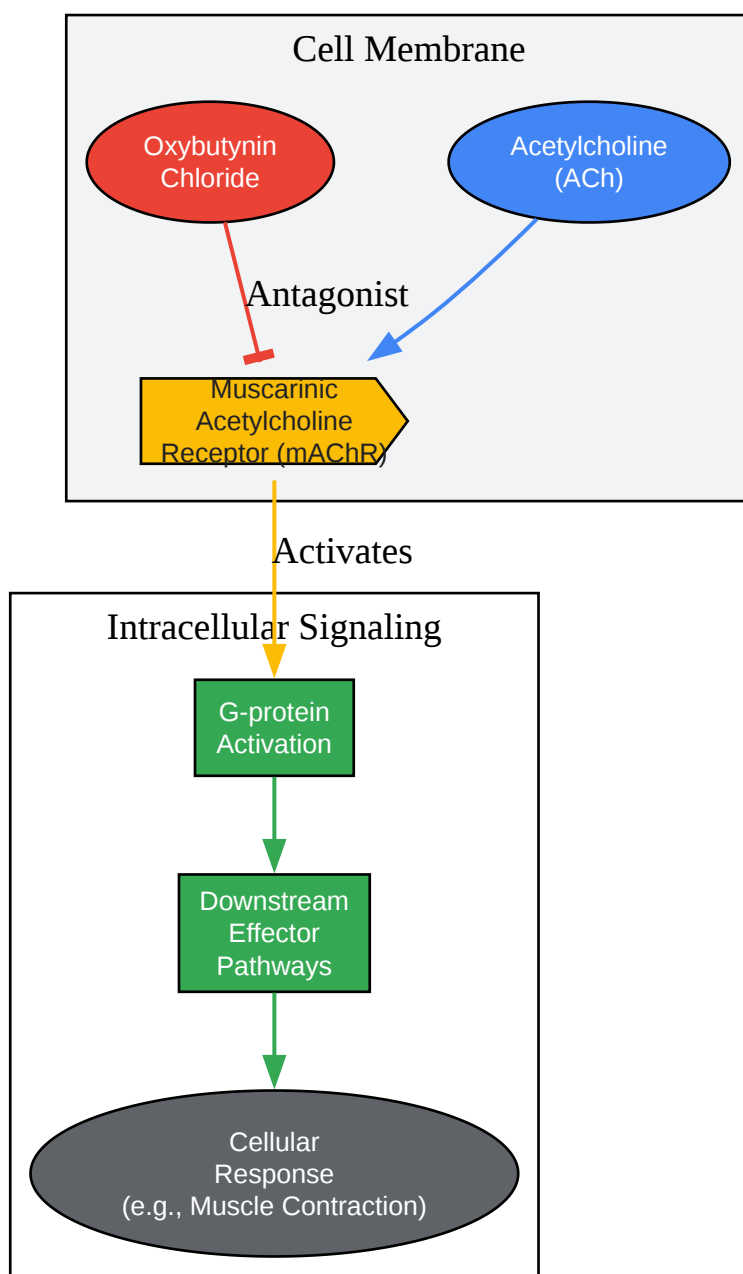 Cell Membrane
Oxybutynin
Chloride
Acetylcholine
(ACh)
Antagonist
Muscarinic
Acetylcholine
Receptor (mAChR)
Activates
Intracellular Signaling
G-protein
Activation
Downstream
Effector
Pathways
Cellular
Response
(e.g., Muscle Contraction)